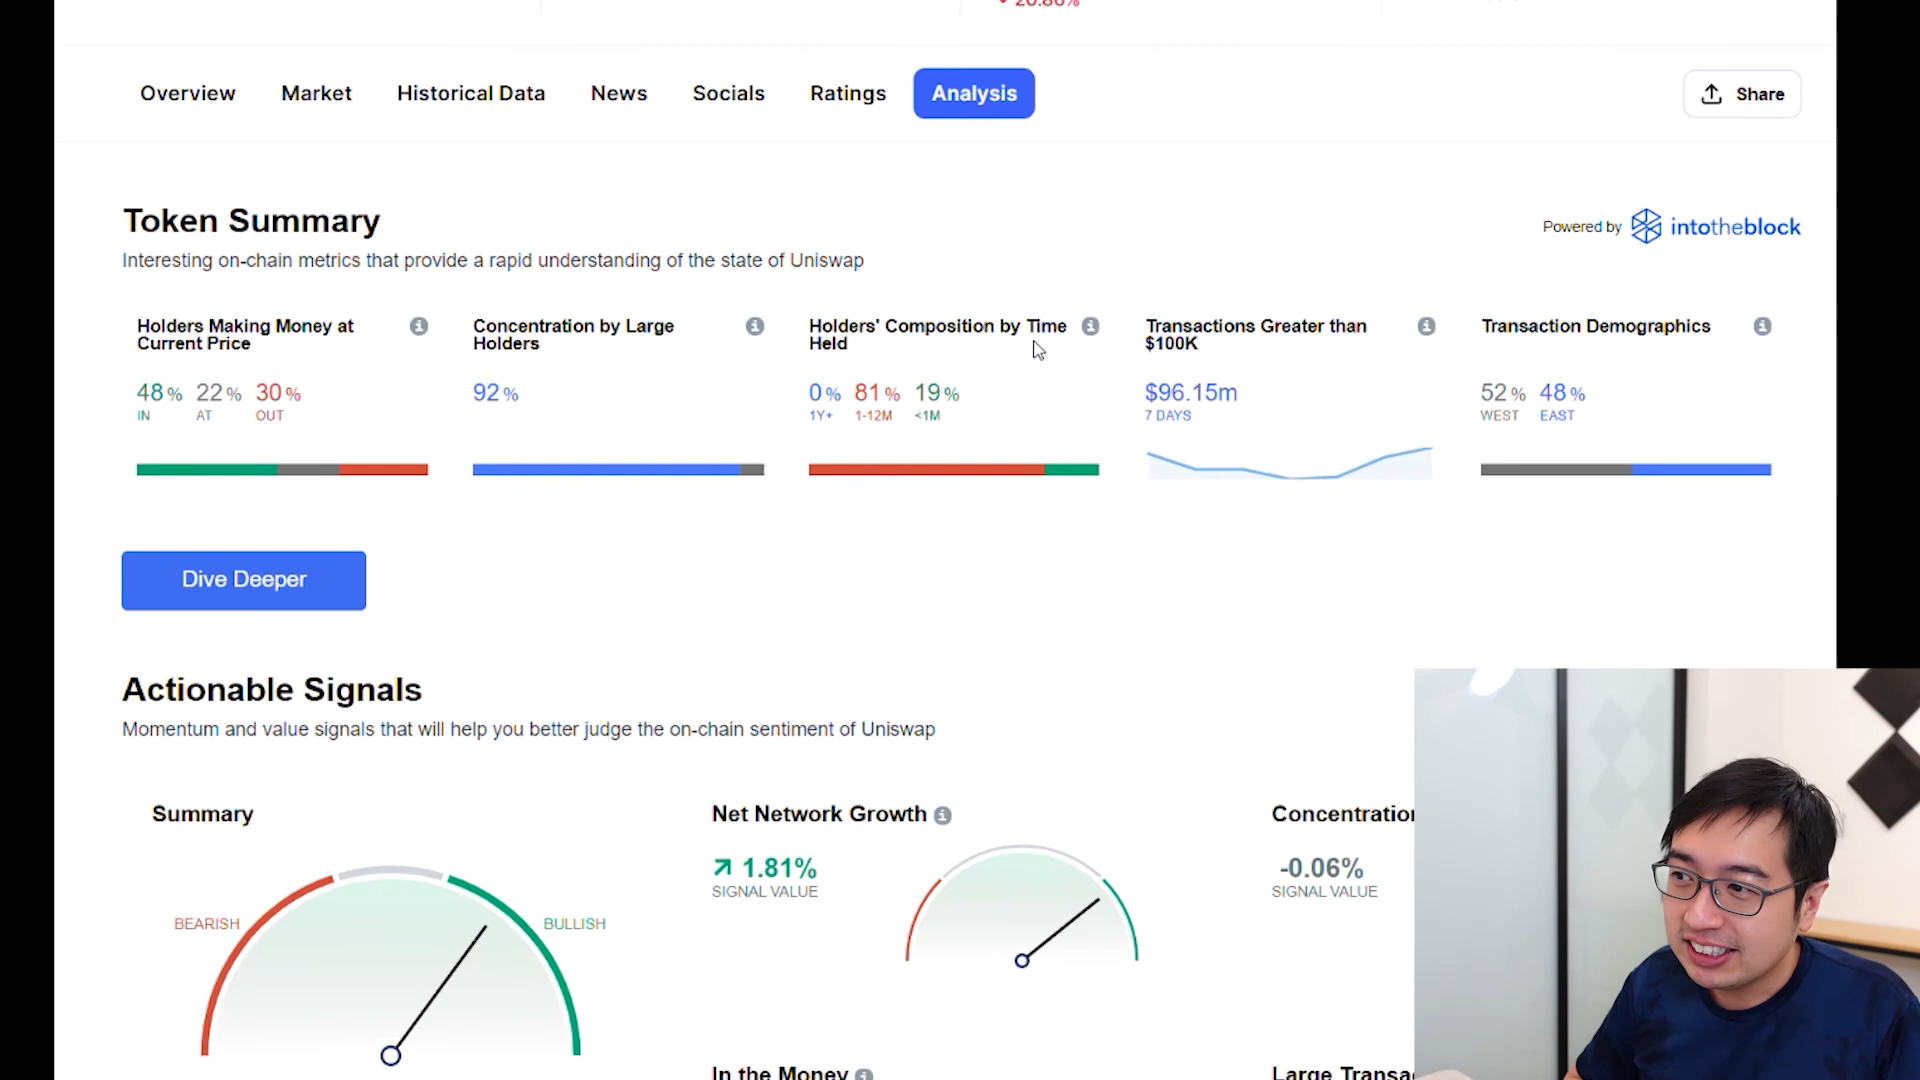 20.86%
Overview Market Historical Data News Socials Ratings Analysis Share
Token Summary
Powered by intotheblock
Interesting on-chain metrics that provide a rapid understanding of the state of Uniswap
Holders Making Money at
Current Price
48% 22% 30%
IN AT OUT
Concentration by Large
Holders
92%
Holders' Composition by Time
Held
0% 81% 19%
1Y+ 1-12M <1M
Transactions Greater than
$100K
$96.15m
7 DAYS
Transaction Demographics
52% 48%
WEST EAST
Dive Deeper
Actionable Signals
Momentum and value signals that will help you better judge the on-chain sentiment of Uniswap
Summary
BEARISH BULLISH
Net Network Growth
1.81%
SIGNAL VALUE
Concentration
-0.06%
SIGNAL VALUE
In the Money
Large Transa